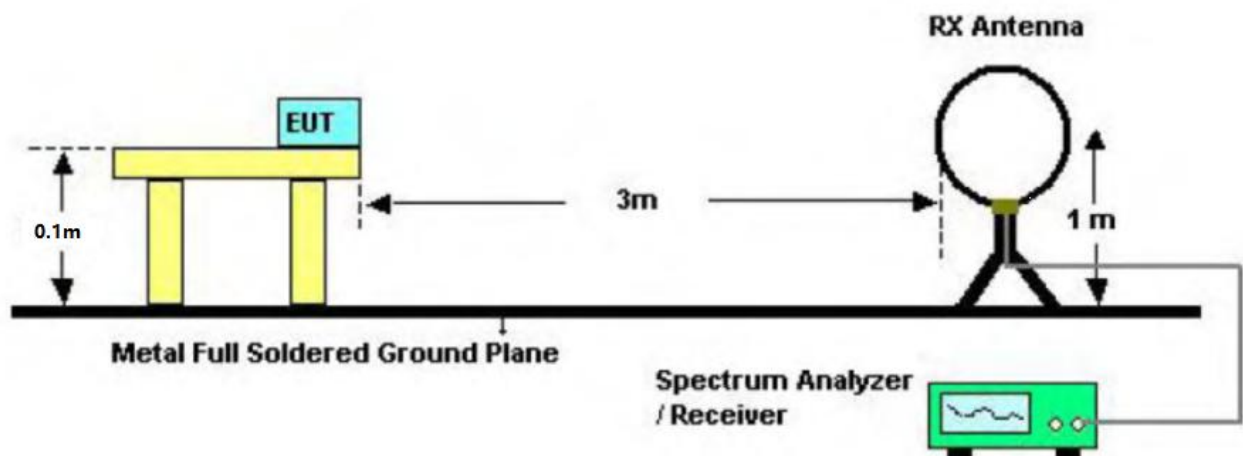 RX Antenna
EUT
0.1m
3m
1 m
Metal Full Soldered Ground Plane
Spectrum Analyzer
/ Receiver